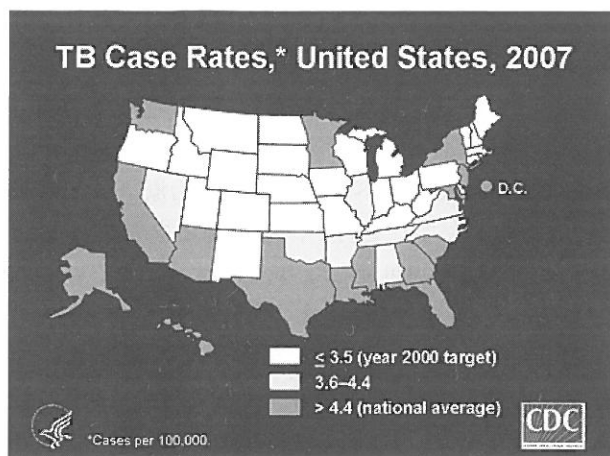 TB Case Rates,* United States, 2007
D.C.
≤ 3.5 (year 2000 target)
3.6–4.4
> 4.4 (national average)
*Cases per 100,000.
CDC